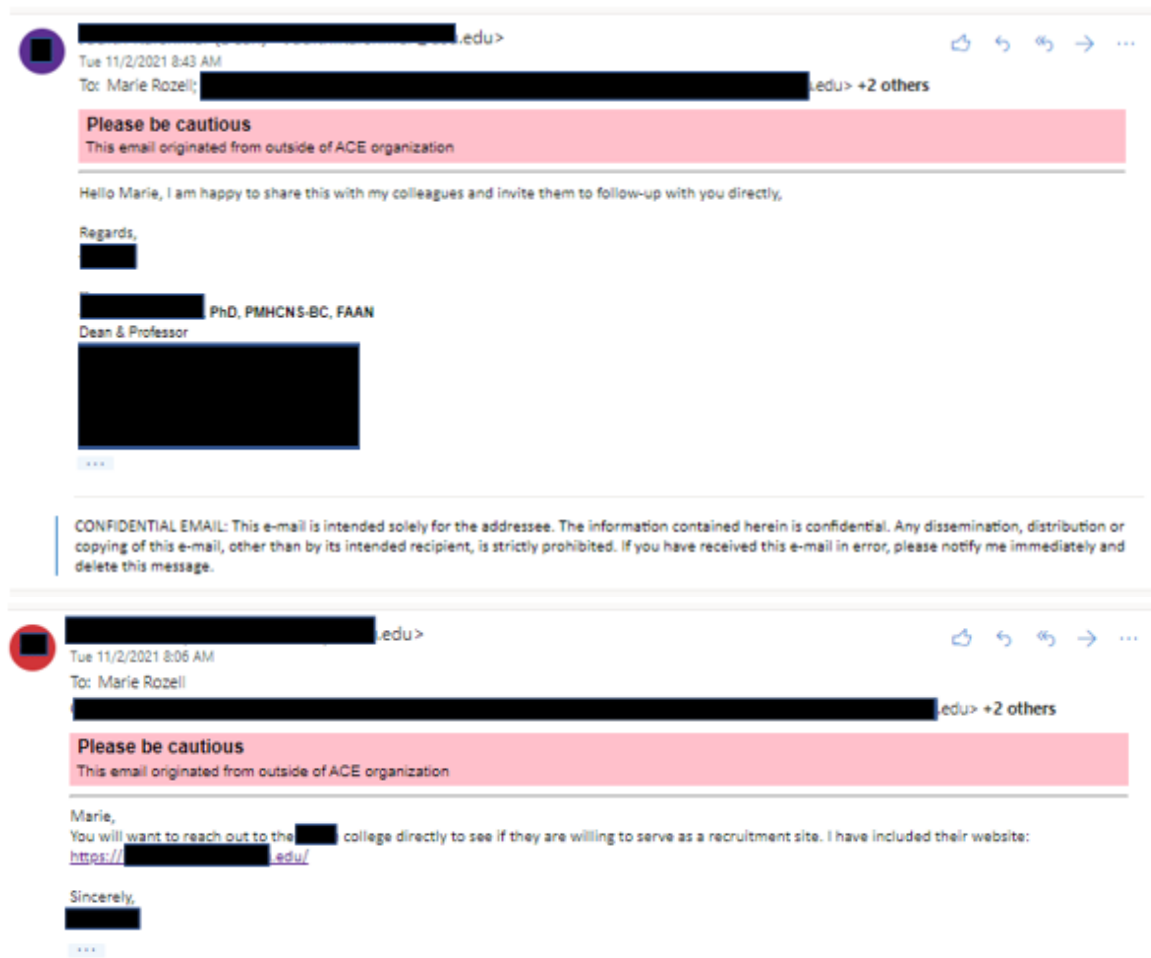 .edu>
Tue 11/2/2021 8:43 AM
To: Marie Rozell; .edu> +2 others
Please be cautious
This email originated from outside of ACE organization
Hello Marie, I am happy to share this with my colleagues and invite them to follow-up with you directly,
Regards,
PhD, PMHCNS-BC, FAAN
Dean & Professor
CONFIDENTIAL EMAIL: This e-mail is intended solely for the addressee. The information contained herein is confidential. Any dissemination, distribution or
copying of this e-mail, other than by its intended recipient, is strictly prohibited. If you have received this e-mail in error, please notify me immediately and
delete this message.
.edu>
Tue 11/2/2021 8:06 AM
To: Marie Rozell
.edu> +2 others
Please be cautious
This email originated from outside of ACE organization
Marie,
You will want to reach out to the college directly to see if they are willing to serve as a recruitment site. I have included their website:
https:// .edu/
Sincerely,